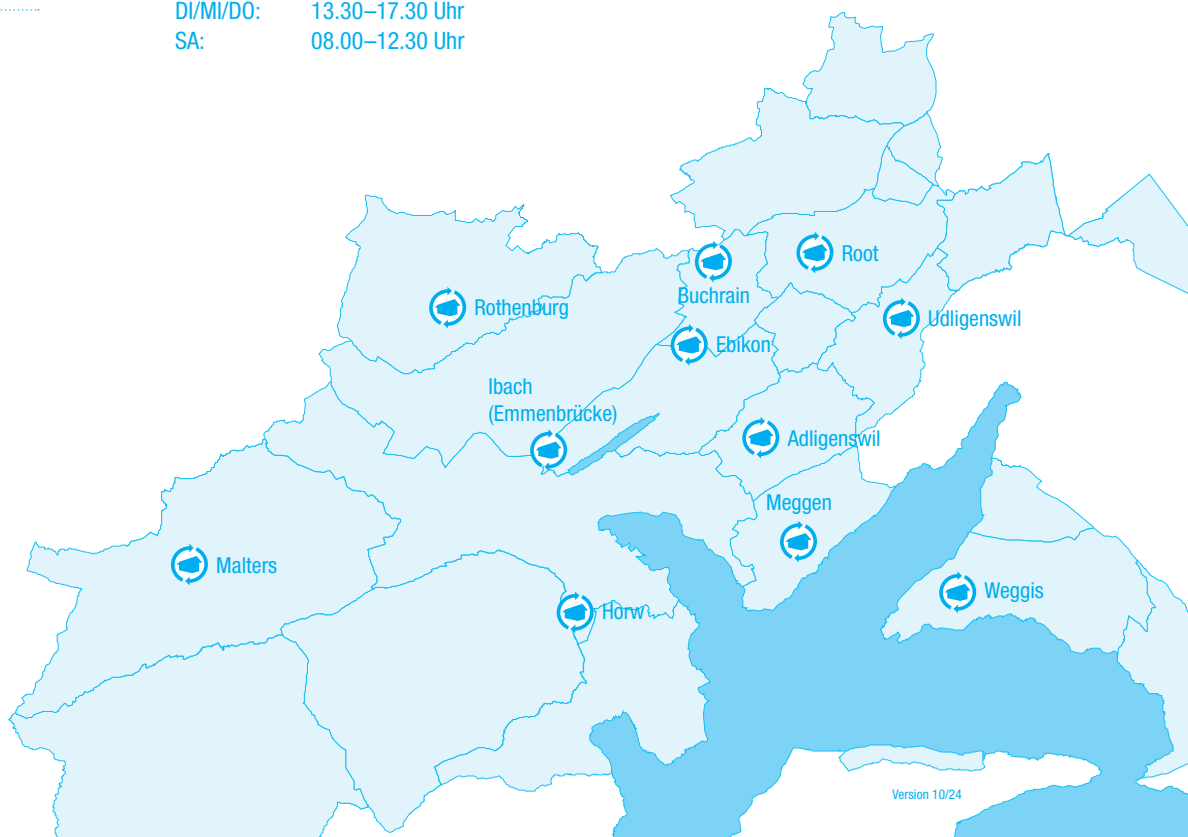 DI/MI/DO: 13.30–17.30 Uhr
SA: 08.00–12.30 Uhr
Root
Buchrain
Rothenburg
Udligenswil
Ebikon
Ibach
(Emmenbrücke)
Adligenswil
Meggen
Malters
Weggis
Horw
Version 10/24